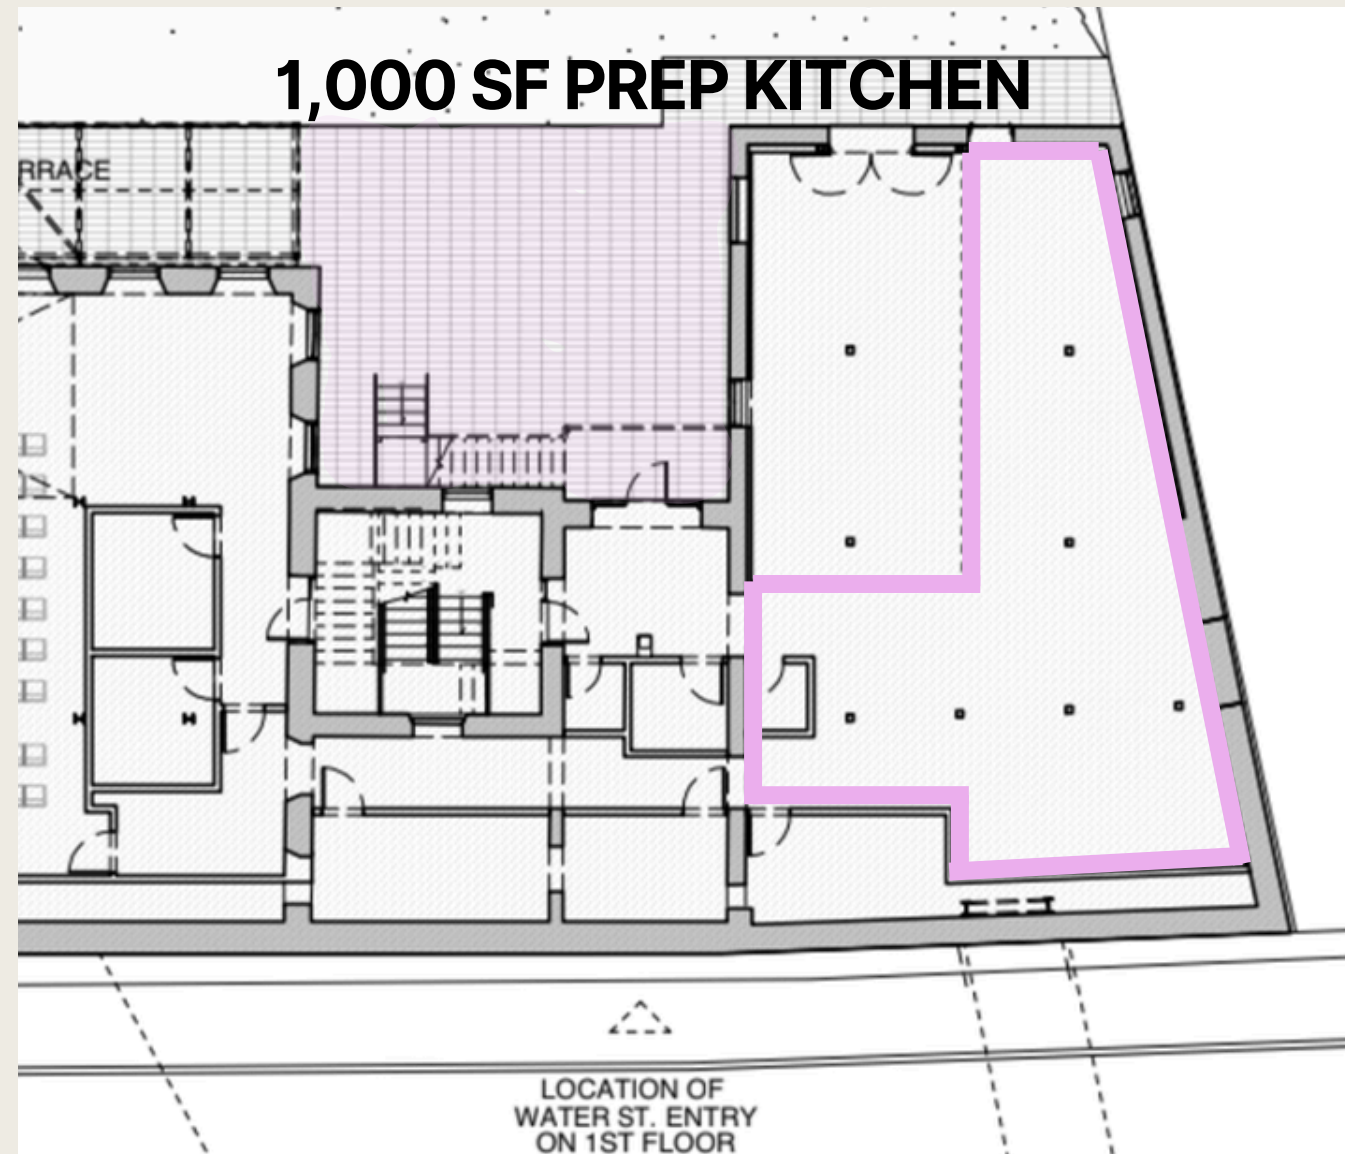 1,000 SF PREP KITCHEN
RRACE
LOCATION OF
WATER ST. ENTRY
ON 1ST FLOOR